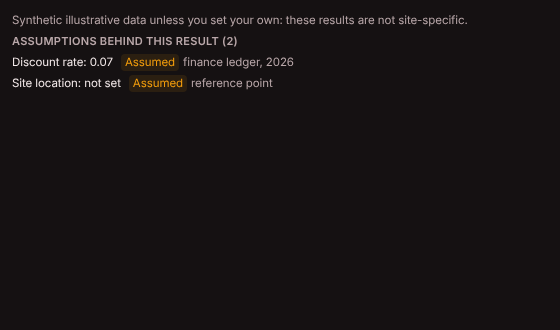 Synthetic illustrative data unless you set your own: these results are not site-specific.
ASSUMPTIONS BEHIND THIS RESULT (2)
Discount rate: 0.07 Assumed finance ledger, 2026
Site location: not set Assumed reference point